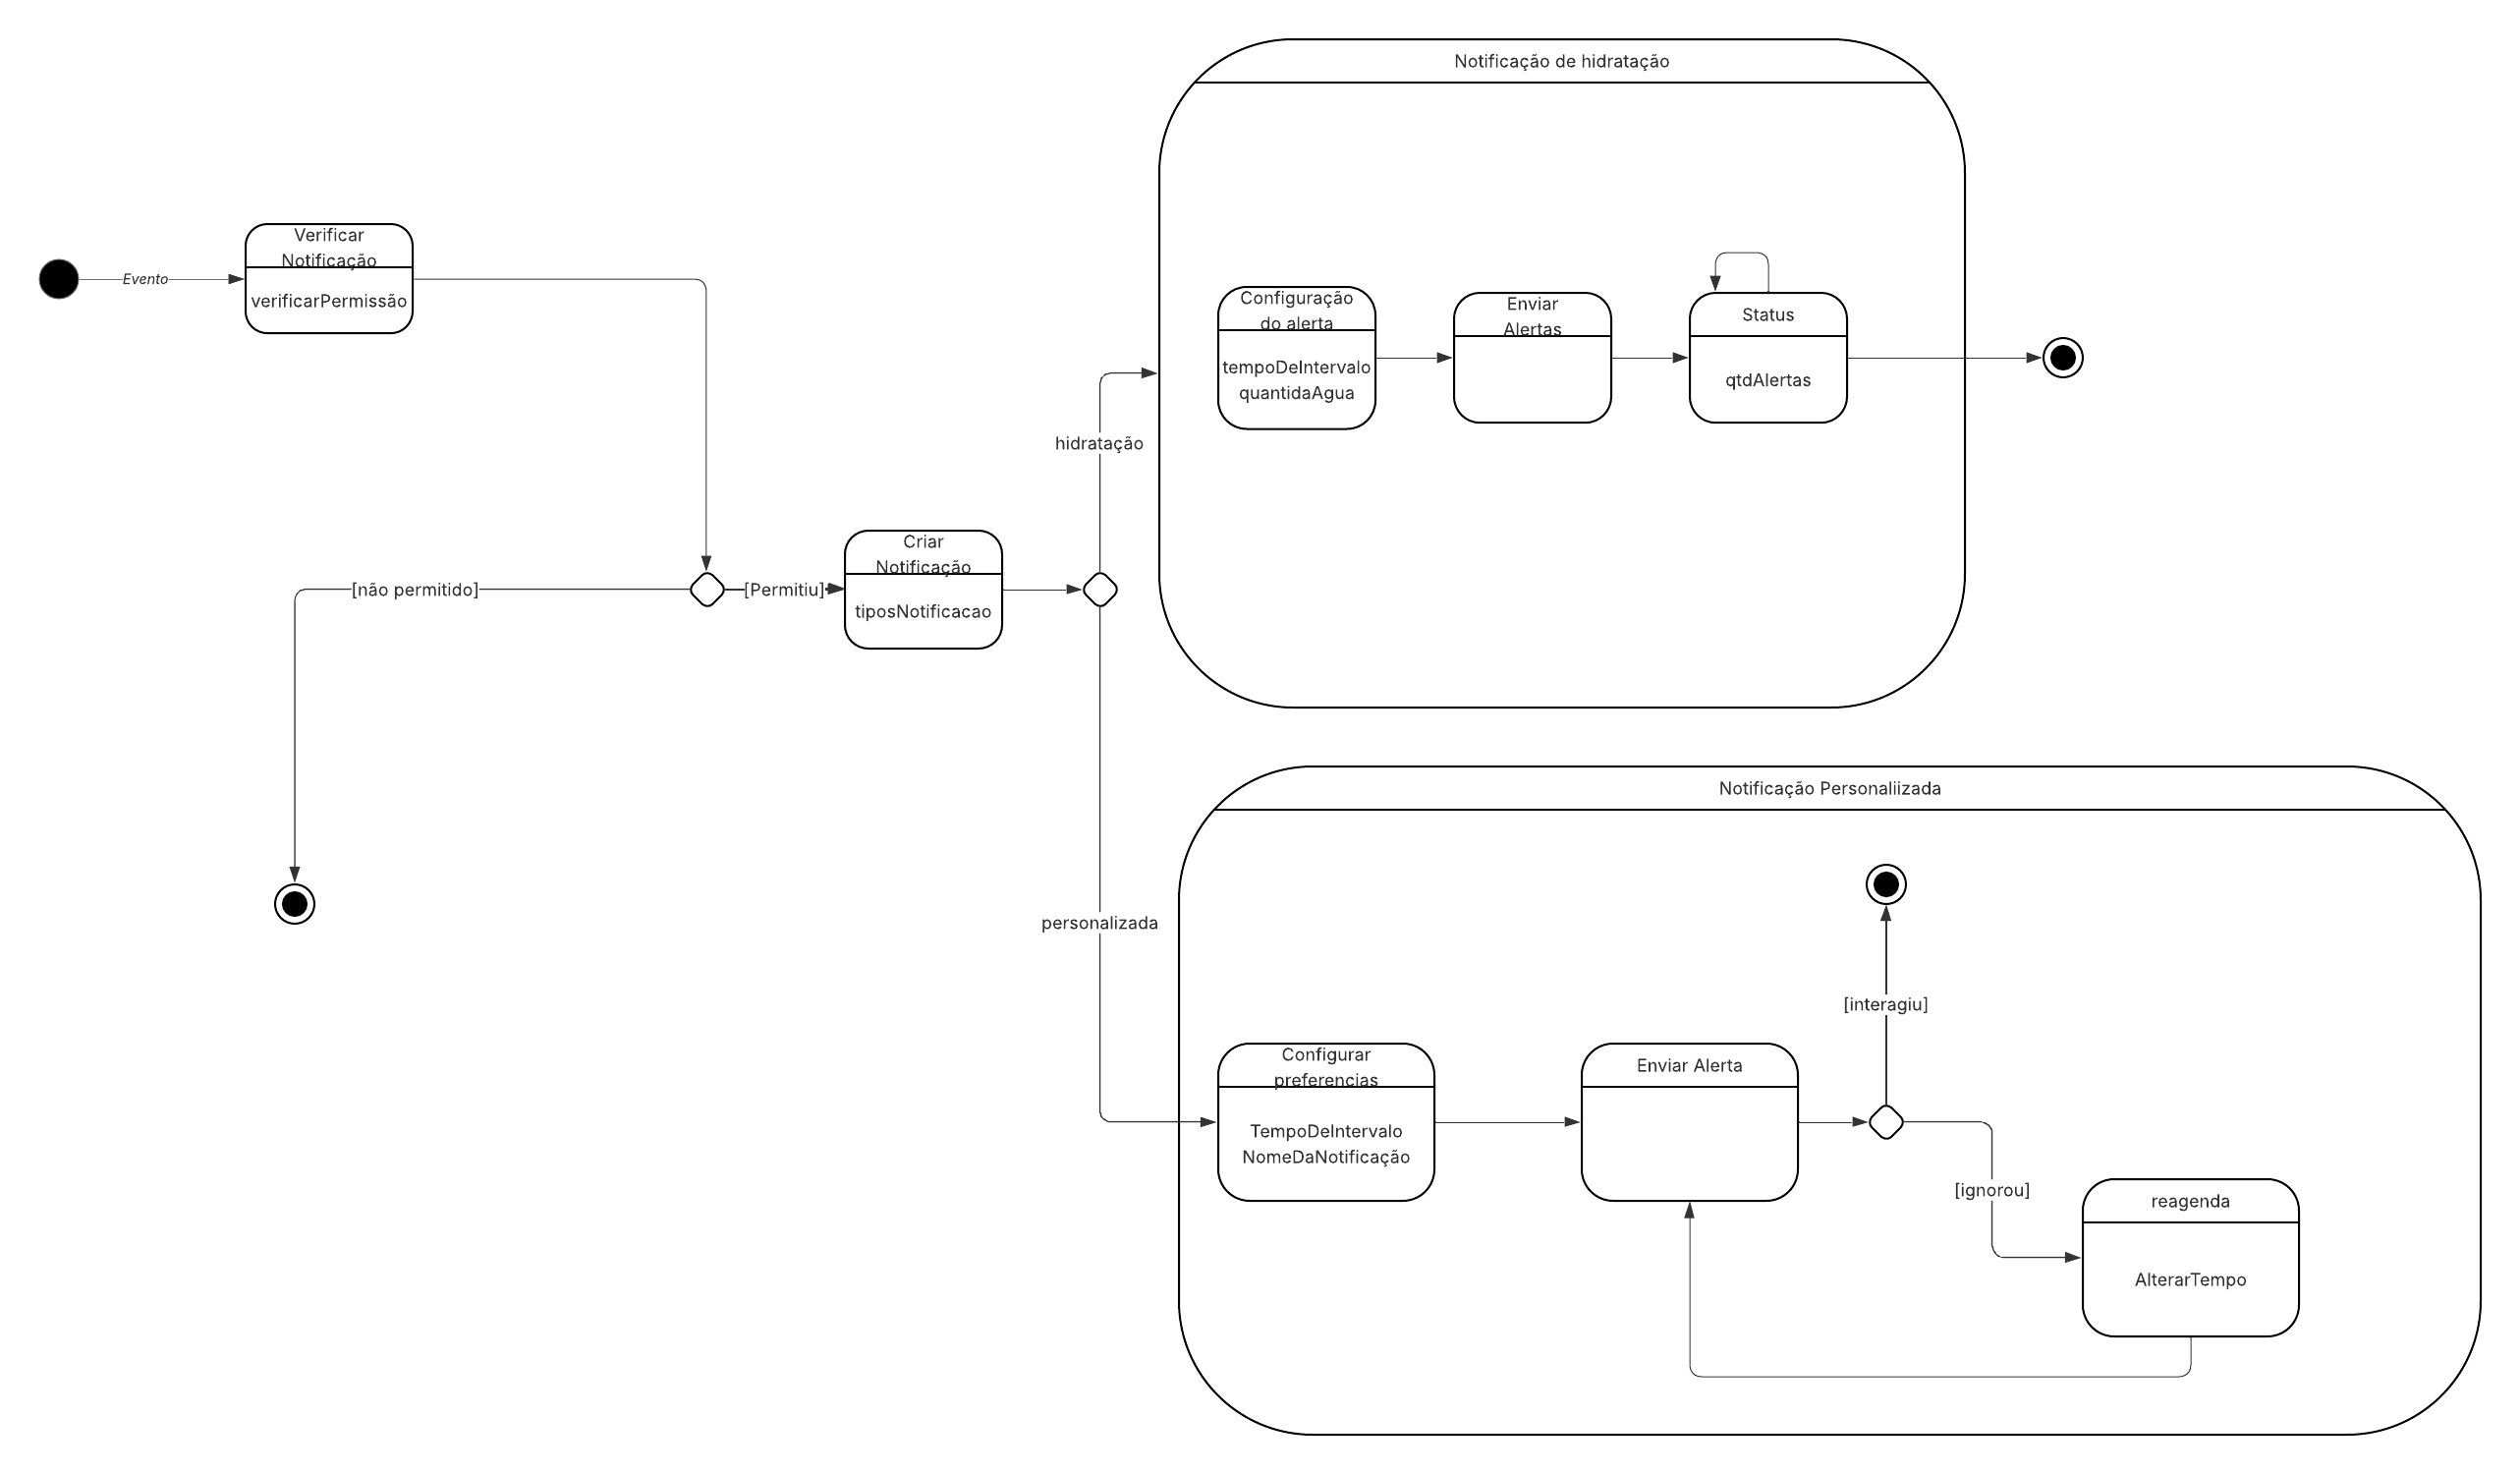 Notificação de hidratação
Verificar
Notificação
verificarPermissão
Evento
Configuração
do alerta
tempoDeIntervalo
quantidaAgua
Enviar
Alertas
Status
qtdAlertas
hidratação
[não permitido]
[Permitiu]
Criar
Notificação
tiposNotificacao
personalizada
Notificação Personaliizada
[interagiu]
Configurar
preferencias
TempoDeIntervalo
NomeDaNotificação
Enviar Alerta
[ignorou]
reagenda
AlterarTempo